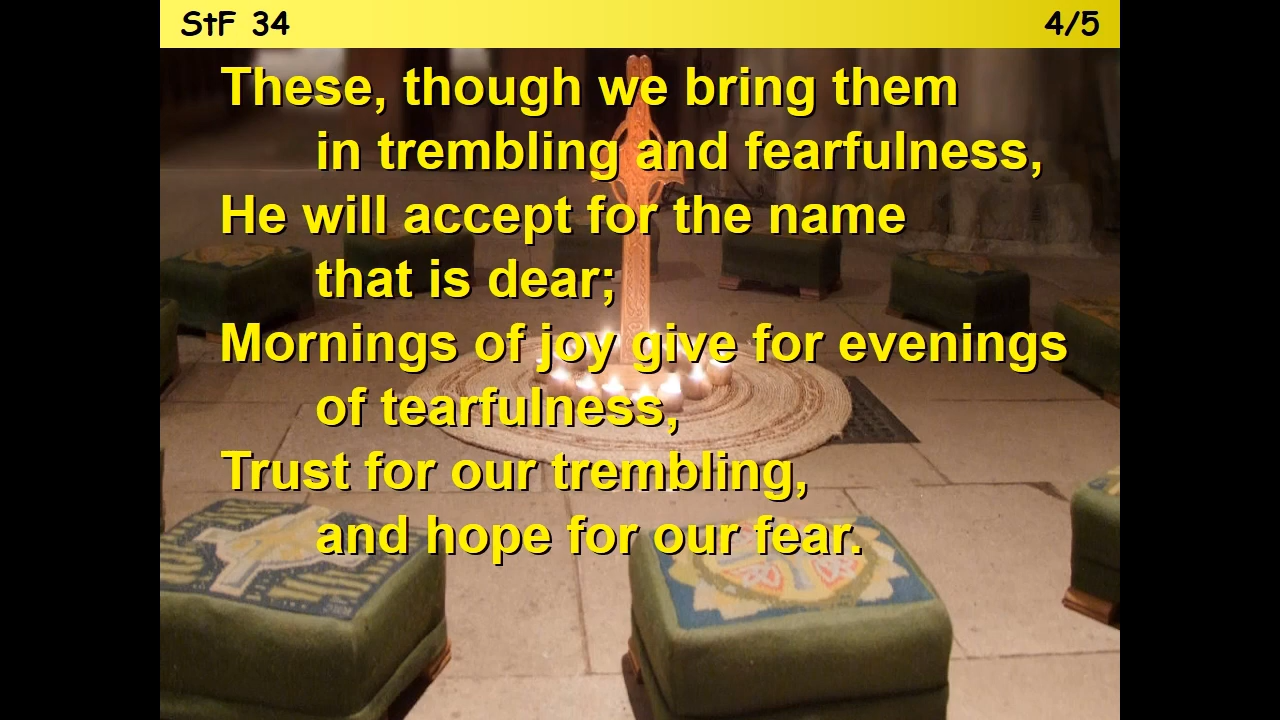 StF 34 4/5
These, though we bring them
in trembling and fearfulness,
He will accept for the name
that is dear;
Mornings of joy give for evenings
of tearfulness,
Trust for our trembling,
and hope for our fear.